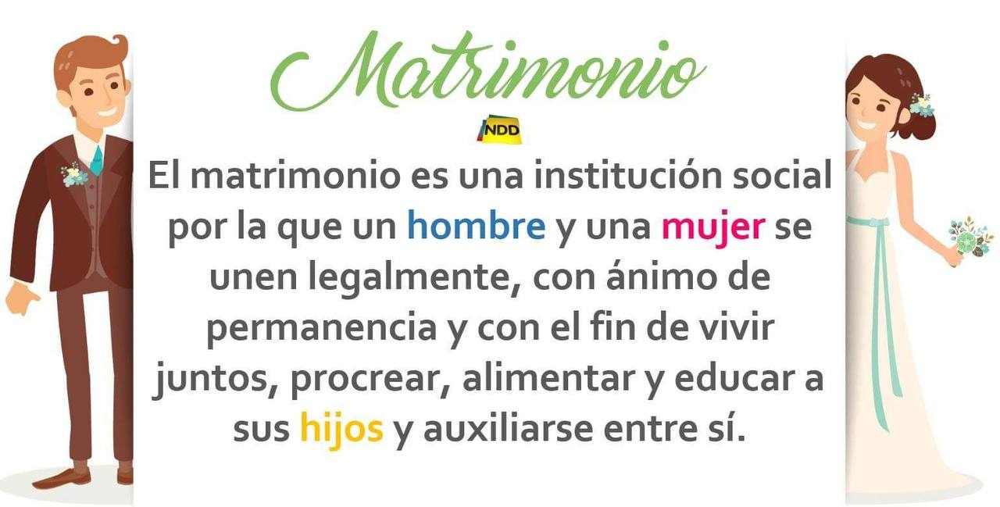 Matrimonio
NDD
El matrimonio es una institución social
por la que un hombre y una mujer se
unen legalmente, con ánimo de
permanencia y con el fin de vivir
juntos, procrear, alimentar y educar a
sus hijos y auxiliarse entre sí.